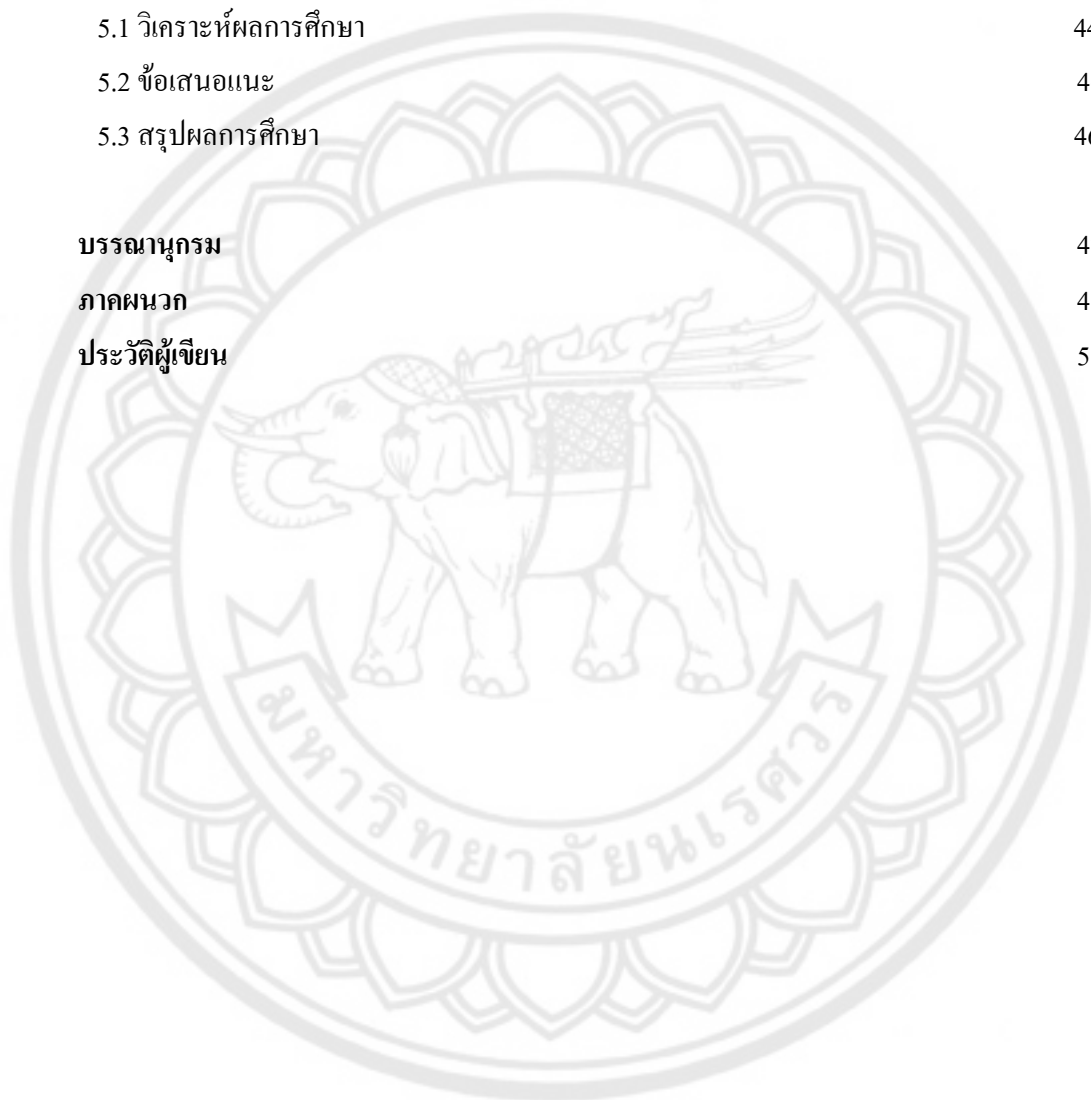 5.1 วิเคราะห์ผลการศึกษา 44
5.2 ข้อเสนอแนะ 4
5.3 สรุปผลการศึกษา 4
บรรณานุกรม 4
ภาคผนวก 4
ประวัติผู้เขียน 5
มหาวิทยาลัยนเรศวร